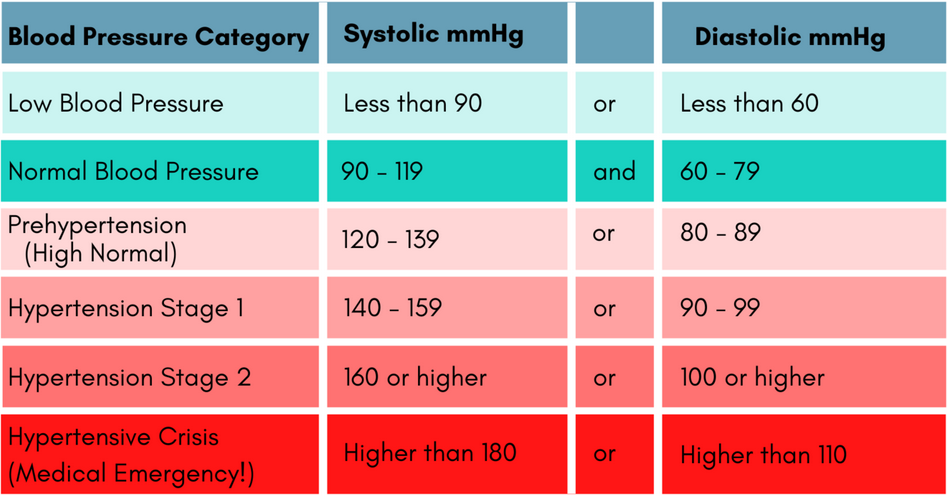 Blood Pressure Category Systolic mmHg Diastolic mmHg
Low Blood Pressure Less than 90 or Less than 60
Normal Blood Pressure 90 - 119 and 60 - 79
Prehypertension
(High Normal) 120 - 139 or 80 - 89
Hypertension Stage 1 140 - 159 or 90 - 99
Hypertension Stage 2 160 or higher or 100 or higher
Hypertensive Crisis
(Medical Emergency!) Higher than 180 or Higher than 110